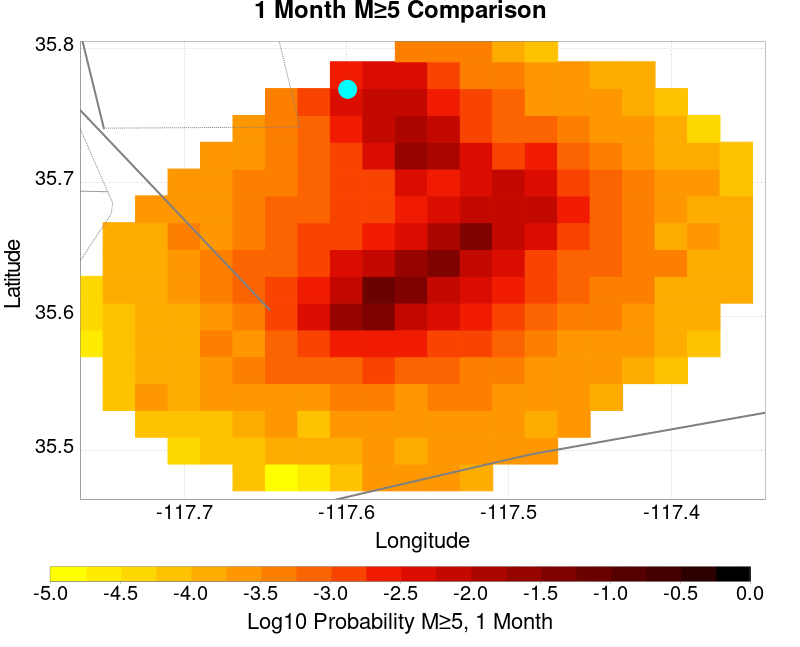 1 Month M≥5 Comparison
35.8
35.7
35.6
35.5
Latitude
-117.7 -117.6 -117.5 -117.4
Longitude
-5.0 -4.5 -4.0 -3.5 -3.0 -2.5 -2.0 -1.5 -1.0 -0.5 0.0
Log10 Probability M≥5, 1 Month